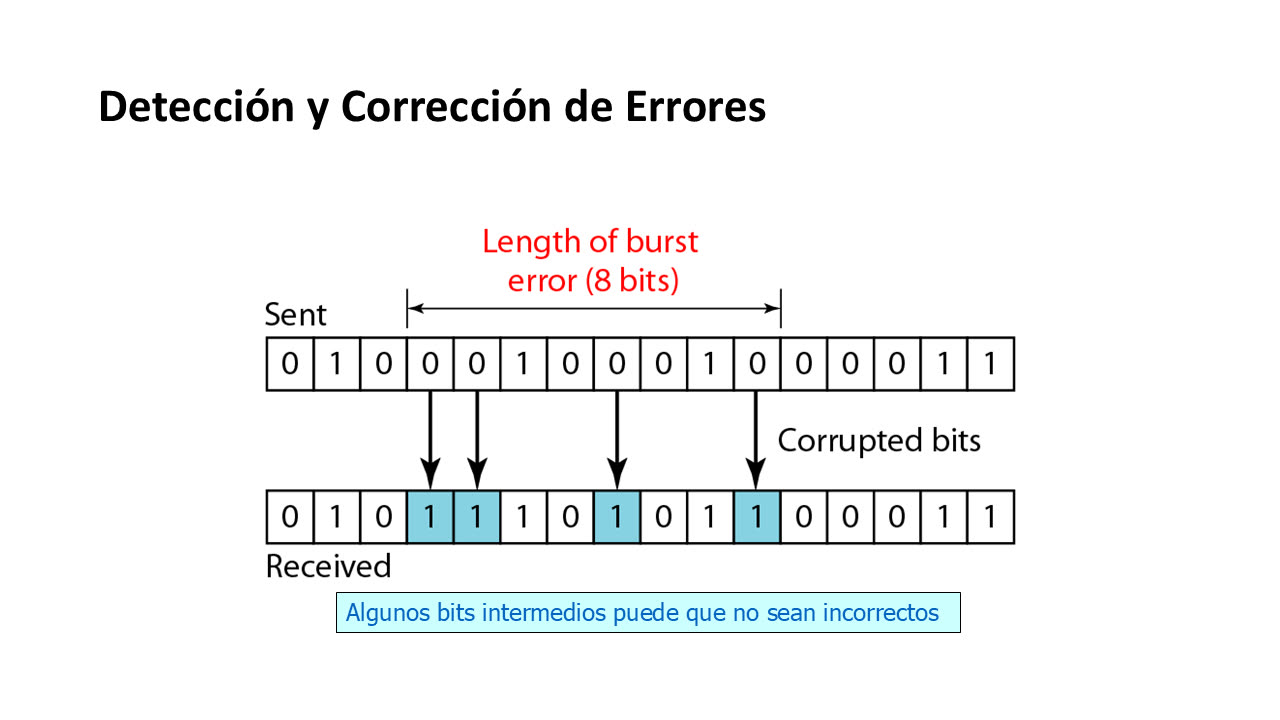 Detección y Corrección de Errores
Length of burst
error (8 bits)
Sent
0 1 0 0 0 1 0 0 0 1 0 0 0 0 1 1
Corrupted bits
0 1 0 1 1 1 0 1 0 1 1 0 0 0 1 1
Received
Algunos bits intermedios puede que no sean incorrectos